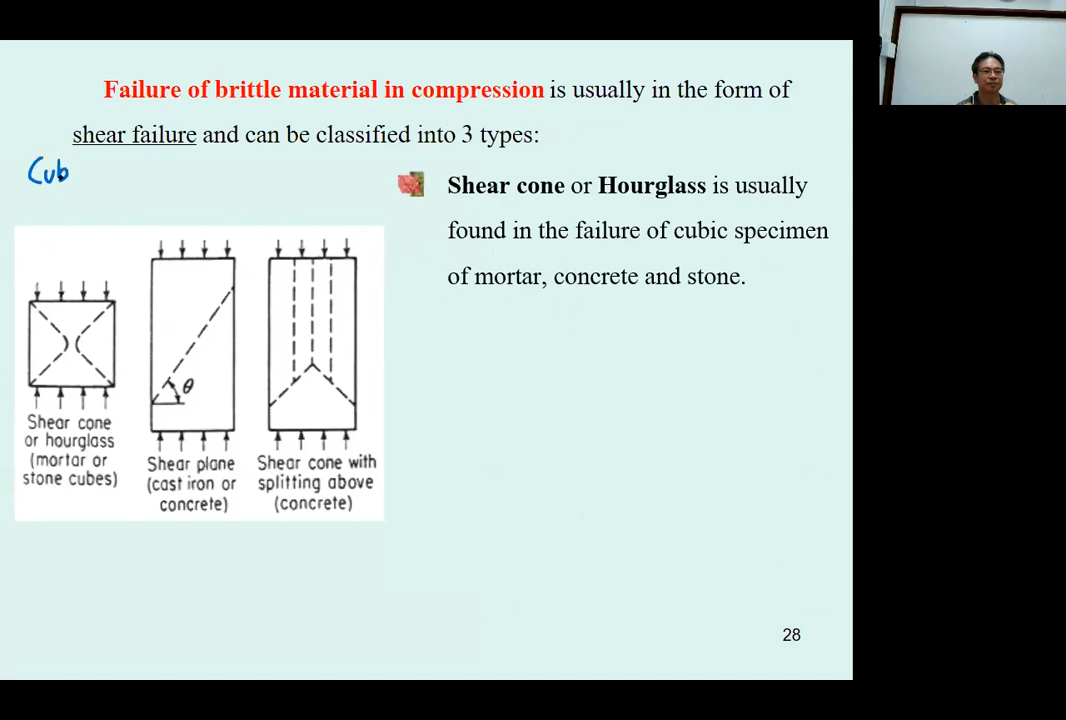 Failure of brittle material in compression is usually in the form of
shear failure and can be classified into 3 types:
Cub
Shear cone or Hourglass is usually
found in the failure of cubic specimen
of mortar, concrete and stone.
θ
Shear cone
or hourglass
(mortar or
stone cubes)
Shear plane
(cast iron or
concrete)
Shear cone with
splitting above
(concrete)
28